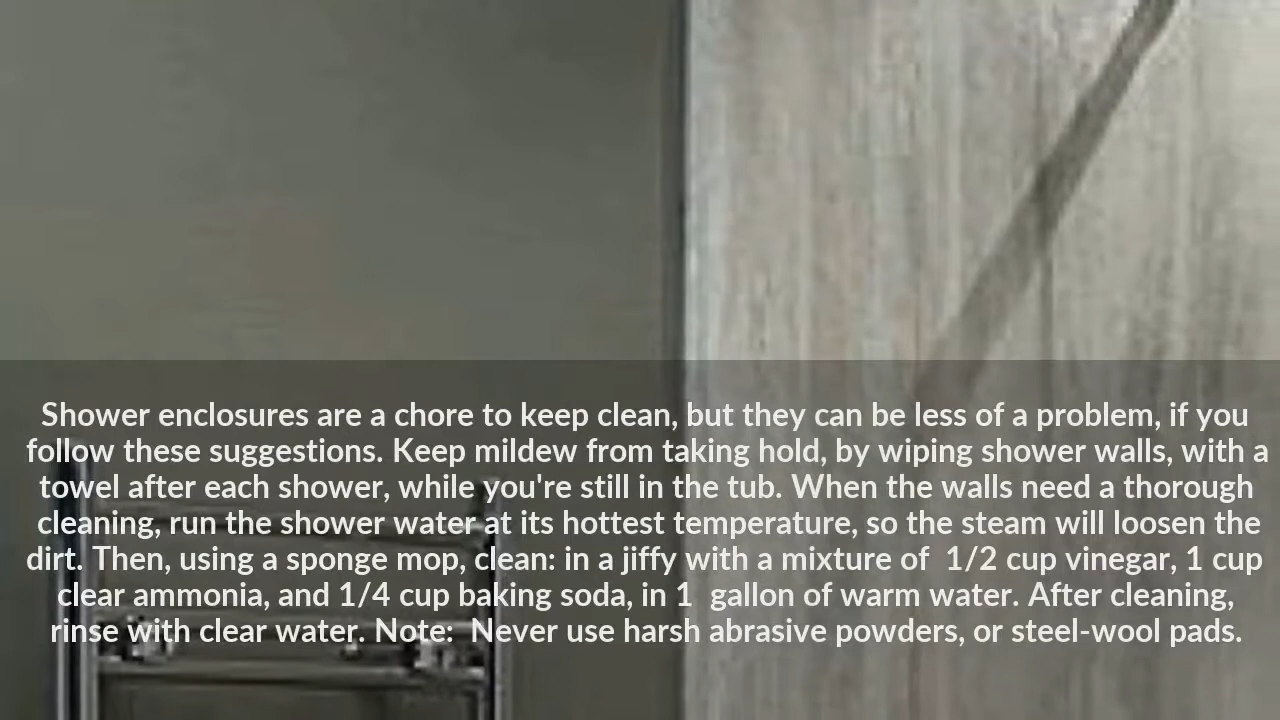 Shower enclosures are a chore to keep clean, but they can be less of a problem, if you
follow these suggestions. Keep mildew from taking hold, by wiping shower walls, with a
towel after each shower, while you're still in the tub. When the walls need a thorough
cleaning, run the shower water at its hottest temperature, so the steam will loosen the
dirt. Then, using a sponge mop, clean: in a jiffy with a mixture of  1/2 cup vinegar, 1 cup
clear ammonia, and 1/4 cup baking soda, in 1  gallon of warm water. After cleaning,
rinse with clear water. Note:  Never use harsh abrasive powders, or steel-wool pads.